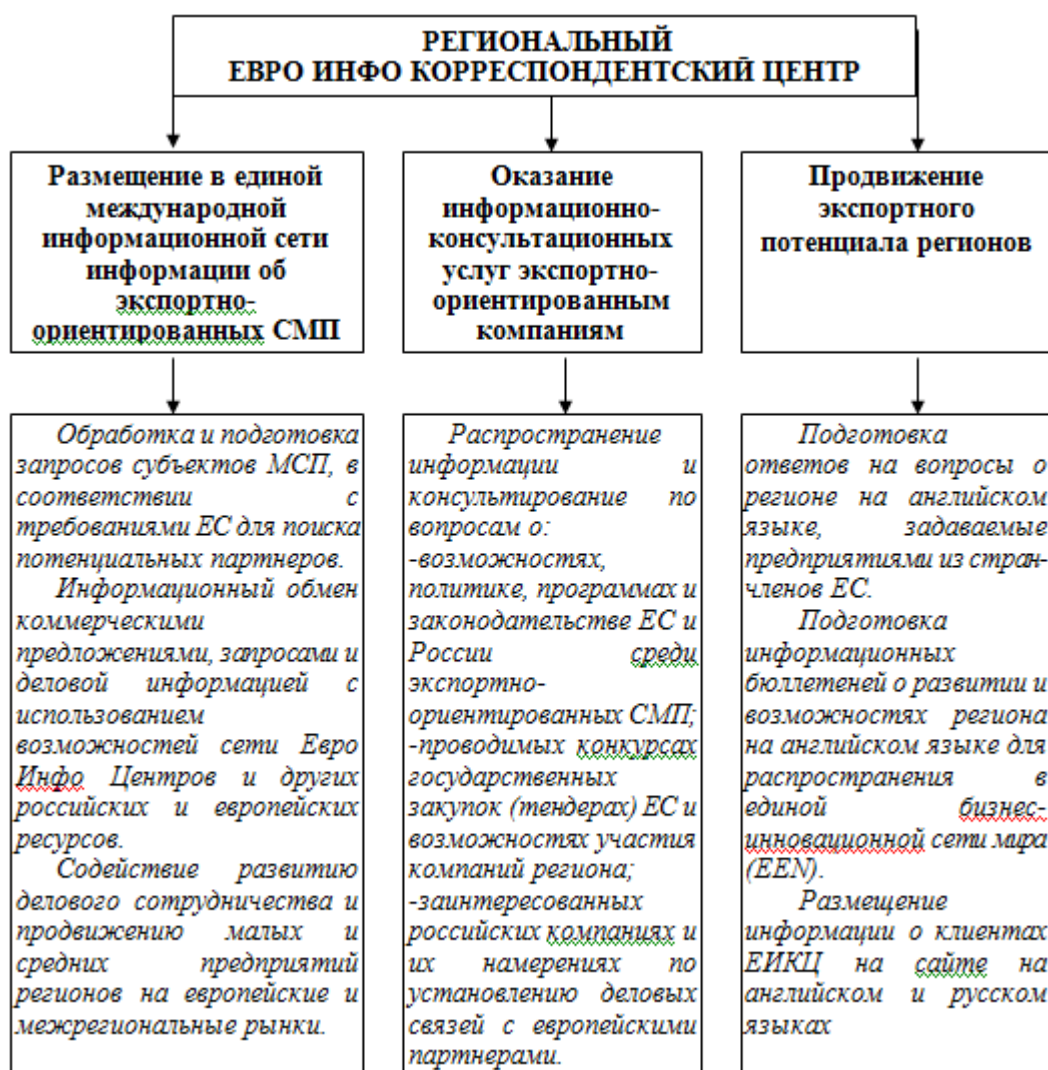 РЕГИОНАЛЬНЫЙ
ЕВРО ИНФО КОРРЕСПОНДЕНТСКИЙ ЦЕНТР
Размещение в единой
международной
информационной сети
информации об
экспортно-
ориентированных СМП
Оказание
информационно-
консультационных
услуг экспортно-
ориентированным
компаниям
Продвижение
экспортного
потенциала регионов
Обработка и подготовка
запросов субъектов МСП, в
соответствии с
требованиями ЕС для поиска
потенциальных партнеров.
Информационный обмен
коммерческими
предложениями, запросами и
деловой информацией с
использованием
возможностей сети Евро
Инфо Центров и других
российских и европейских
ресурсов.
Содействие развитию
делового сотрудничества и
продвижению малых и
средних предприятий
регионов на европейские и
межрегиональные рынки.
Распространение
информации и
консультирование по
вопросам о:
-возможностях,
политике, программах и
законодательстве ЕС и
России среди
экспортно-
ориентированных СМП;
-проводимых конкурсах
государственных
закупок (тендерах) ЕС и
возможностях участия
компаний региона;
-заинтересованных
российских компаниях и
их намерениях по
установлению деловых
связей с европейскими
партнерами.
Подготовка
ответов на вопросы о
регионе на английском
языке, задаваемые
предприятиями из стран-
членов ЕС.
Подготовка
информационных
бюллетеней о развитии и
возможностях региона
на английском языке для
распространения в
единой бизнес-
инновационной сети мира
(EEN).
Размещение
информации о клиентах
ЕИКЦ на сайте на
английском и русском
языках